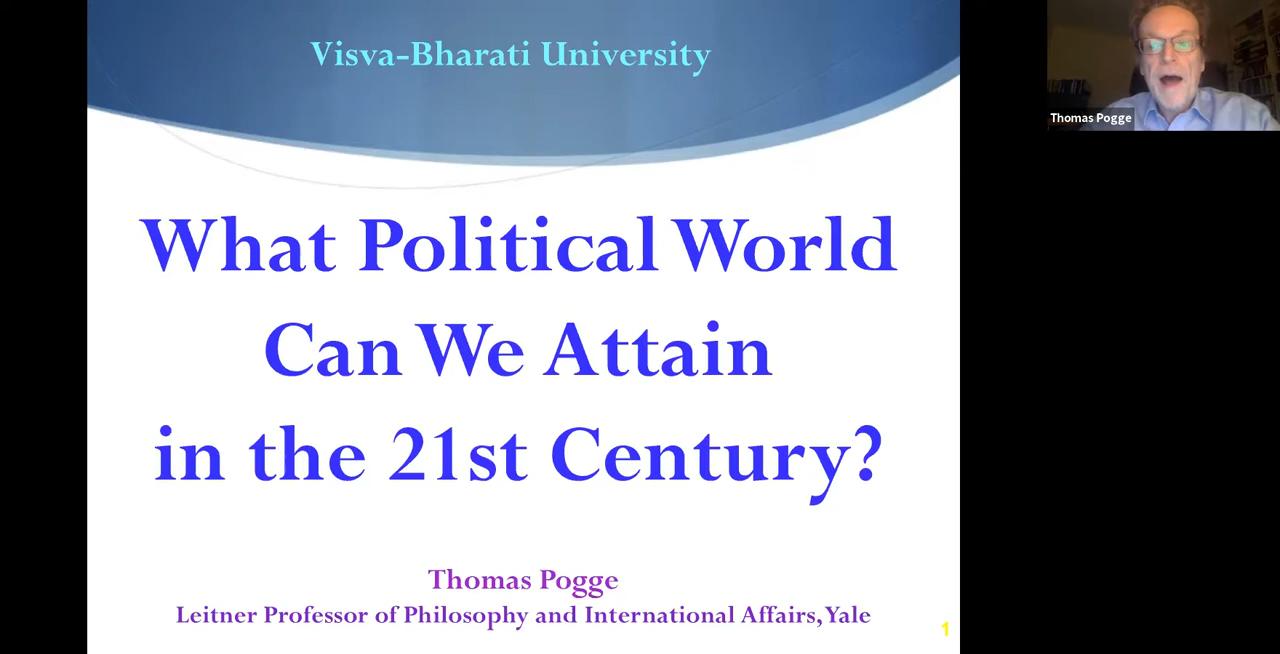 Visva-Bharati University
Thomas Pogge
What Political World
Can We Attain
in the 21st Century?
Thomas Pogge
Leitner Professor of Philosophy and International Affairs, Yale
1